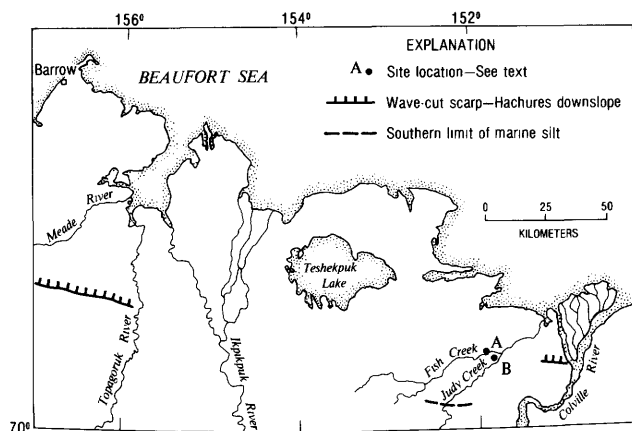 156° 154° 152°
EXPLANATION
A Site location—See text
Wave-cut scarp—Hachures downslope
Southern limit of marine silt
Barrow
BEAUFORT SEA
0 25 50
KILOMETERS
Meade River
Teshekpuk
Lake
Topagoruk River
Ikpikpuk River
Fish Creek A
Judy Creek B
Colville River
70°